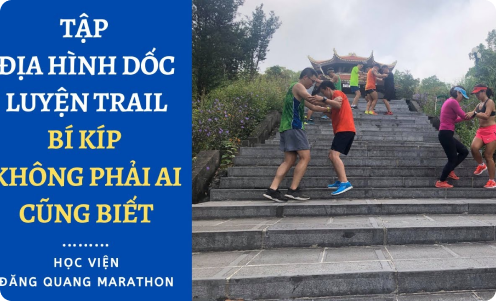 TẬP
ĐỊA HÌNH DỐC
LUYỆN TRAIL
BÍ KÍP
KHÔNG PHẢI AI
CŨNG BIẾT
.........
HỌC VIỆN
ĐĂNG QUANG MARATHON